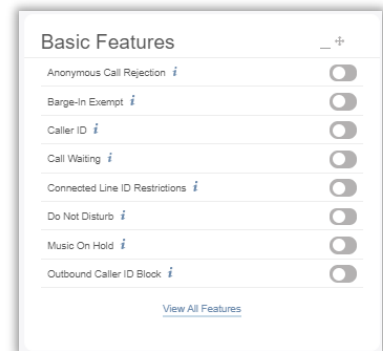 Basic Features
Anonymous Call Rejection i
Barge-In Exempt i
Caller ID i
Call Waiting i
Connected Line ID Restrictions i
Do Not Disturb i
Music On Hold i
Outbound Caller ID Block i
View All Features